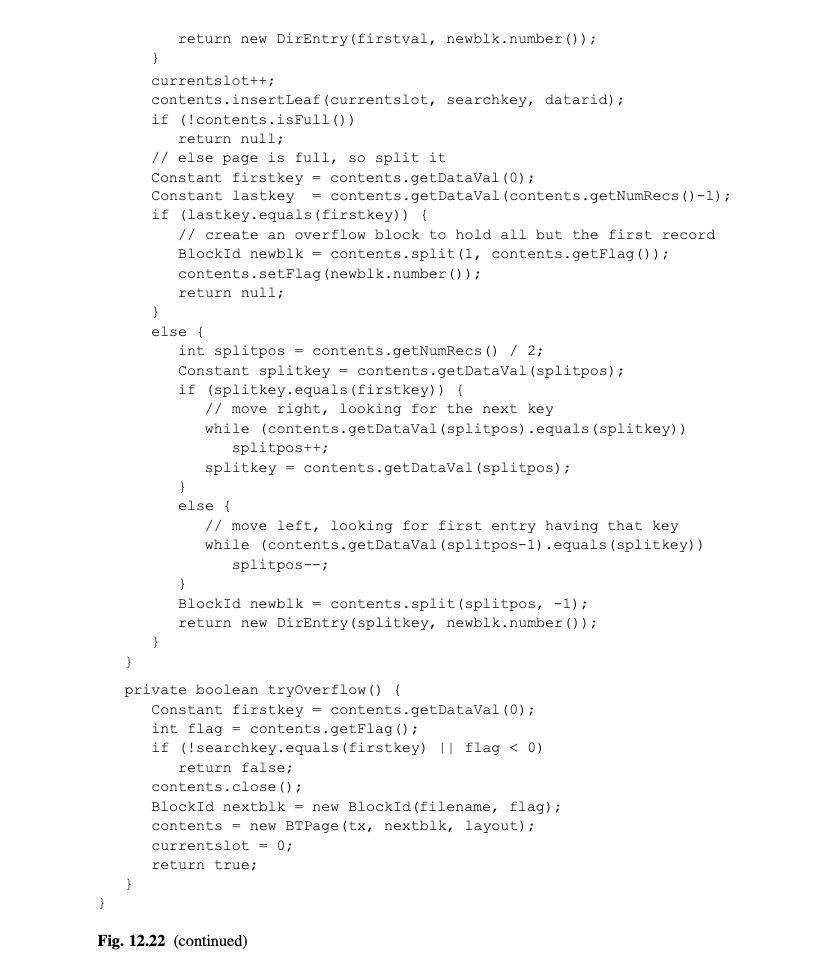 return new DirEntry(firstval, newblk.number());
}
currentslot++;
contents.insertLeaf(currentslot, searchkey, datarid);
if (!contents.isFull())
return null;
// else page is full, so split it
Constant firstkey = contents.getDataVal(0);
Constant lastkey = contents.getDataVal(contents.getNumRecs()-1);
if (lastkey.equals(firstkey)) {
// create an overflow block to hold all but the first record
BlockId newblk = contents.split(1, contents.getFlag());
contents.setFlag(newblk.number());
return null;
}
else {
int splitpos = contents.getNumRecs() / 2;
Constant splitkey = contents.getDataVal(splitpos);
if (splitkey.equals(firstkey)) {
// move right, looking for the next key
while (contents.getDataVal(splitpos).equals(splitkey))
splitpos++;
splitkey = contents.getDataVal(splitpos);
}
else {
// move left, looking for first entry having that key
while (contents.getDataVal(splitpos-1).equals(splitkey))
splitpos--;
}
BlockId newblk = contents.split(splitpos, -1);
return new DirEntry(splitkey, newblk.number());
}
}
private boolean tryOverflow() {
Constant firstkey = contents.getDataVal(0);
int flag = contents.getFlag();
if (!searchkey.equals(firstkey) || flag < 0)
return false;
contents.close();
BlockId nextblk = new BlockId(filename, flag);
contents = new BTPage(tx, nextblk, layout);
currentslot = 0;
return true;
}
}
Fig. 12.22 (continued)